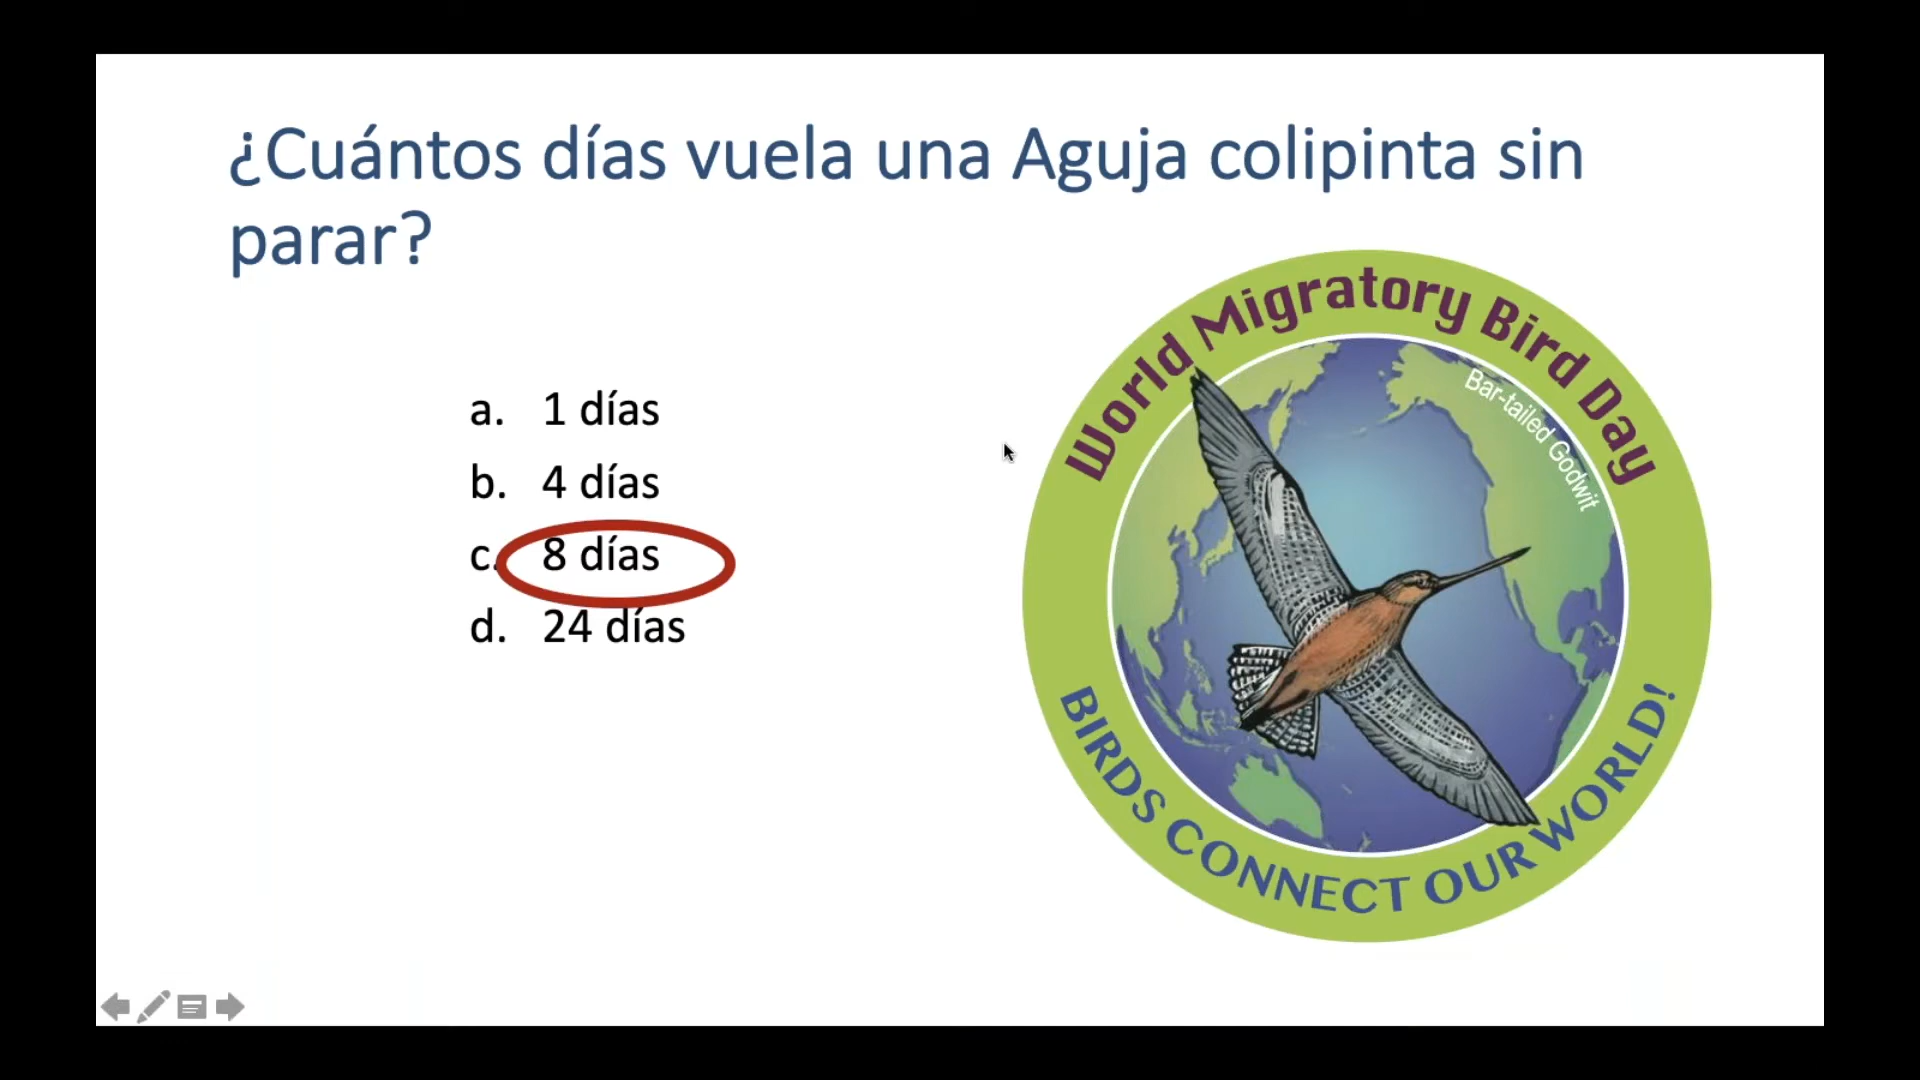 ¿Cuántos días vuela una Aguja colipinta sin
parar?
a. 1 días
b. 4 días
c. 8 días
d. 24 días
World Migratory Bird Day
Bar-tailed Godwit
BIRDS CONNECT OUR WORLD!